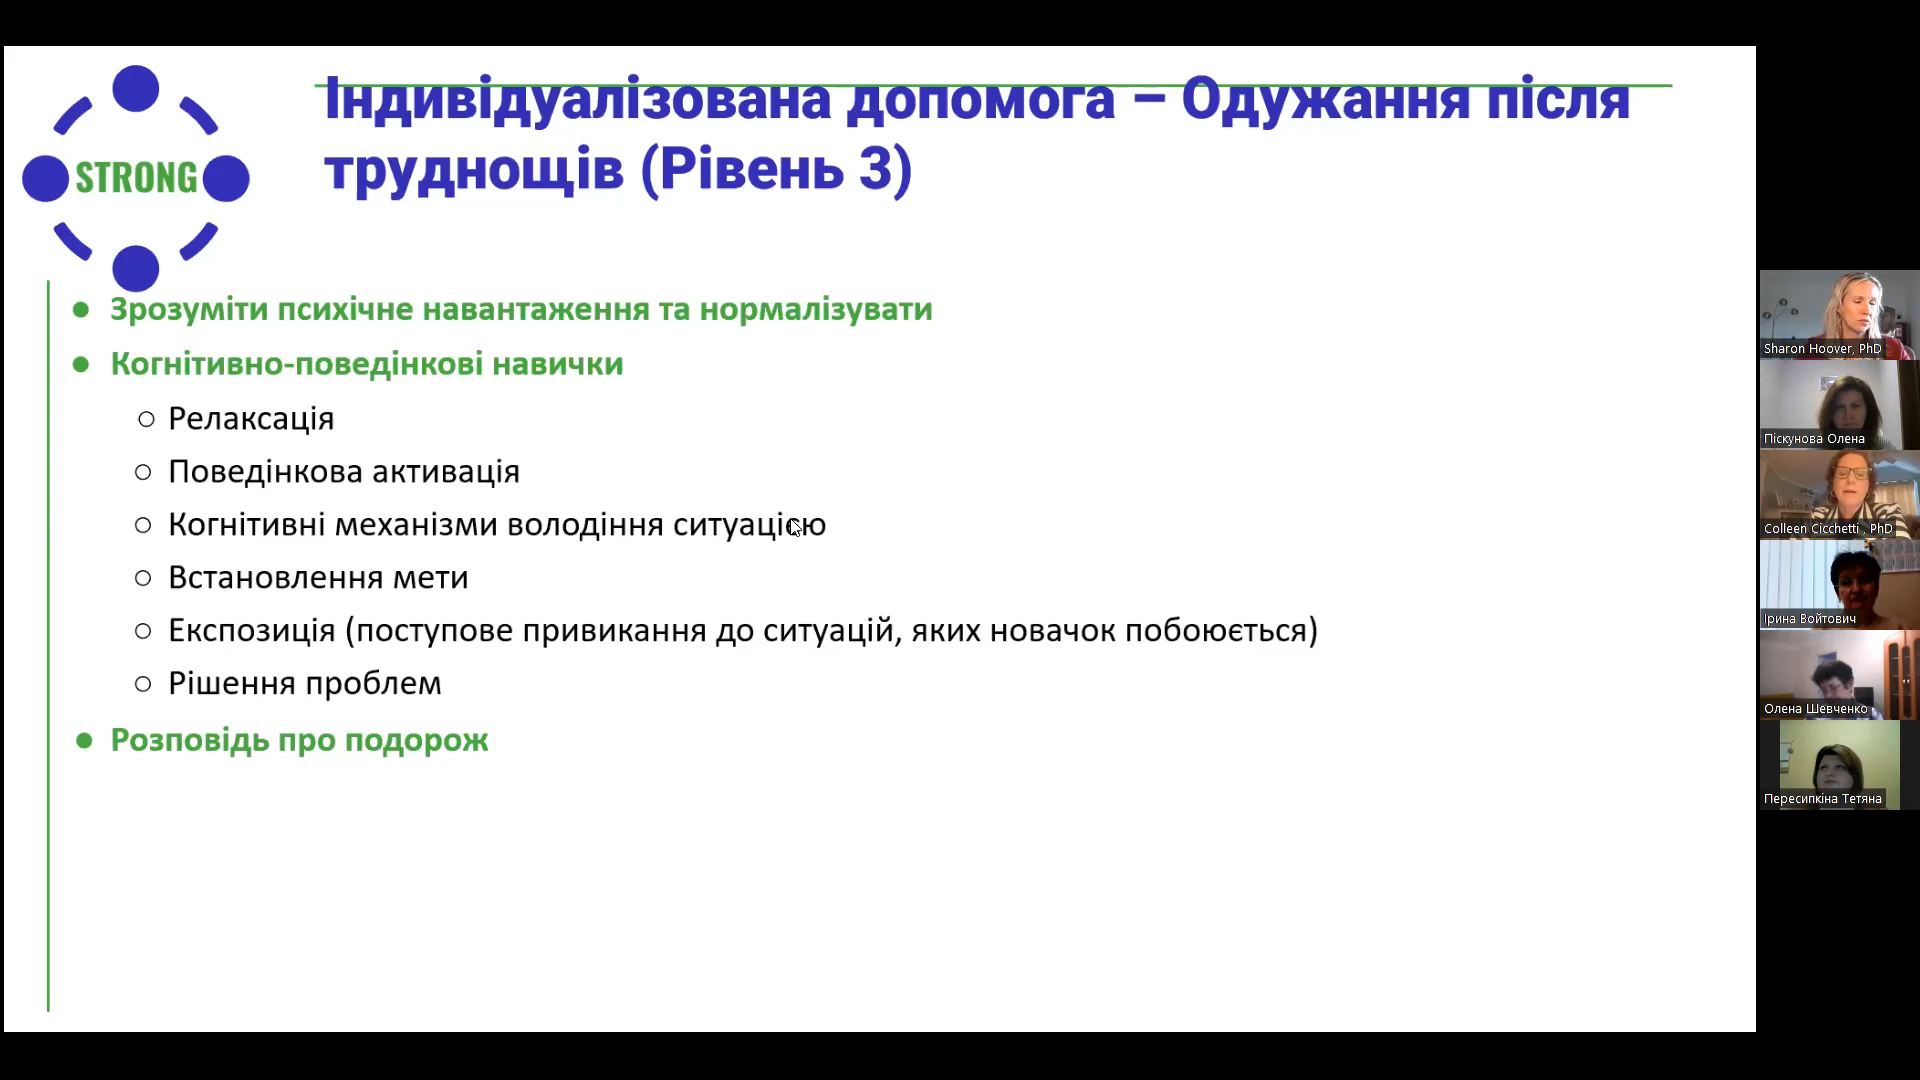 Індивідуалізована допомога – Одужання після
труднощів (Рівень 3)
STRONG
Зрозуміти психічне навантаження та нормалізувати
Когнітивно-поведінкові навички
Релаксація
Поведінкова активація
Когнітивні механізми володіння ситуацією
Встановлення мети
Експозиція (поступове привикання до ситуацій, яких новачок побоюється)
Рішення проблем
Розповідь про подорож
Sharon Hoover, PhD
Піскунова Олена
Colleen Cicchetti , PhD
Ірина Войтович
Олена Шевченко
Пересипкіна Тетяна